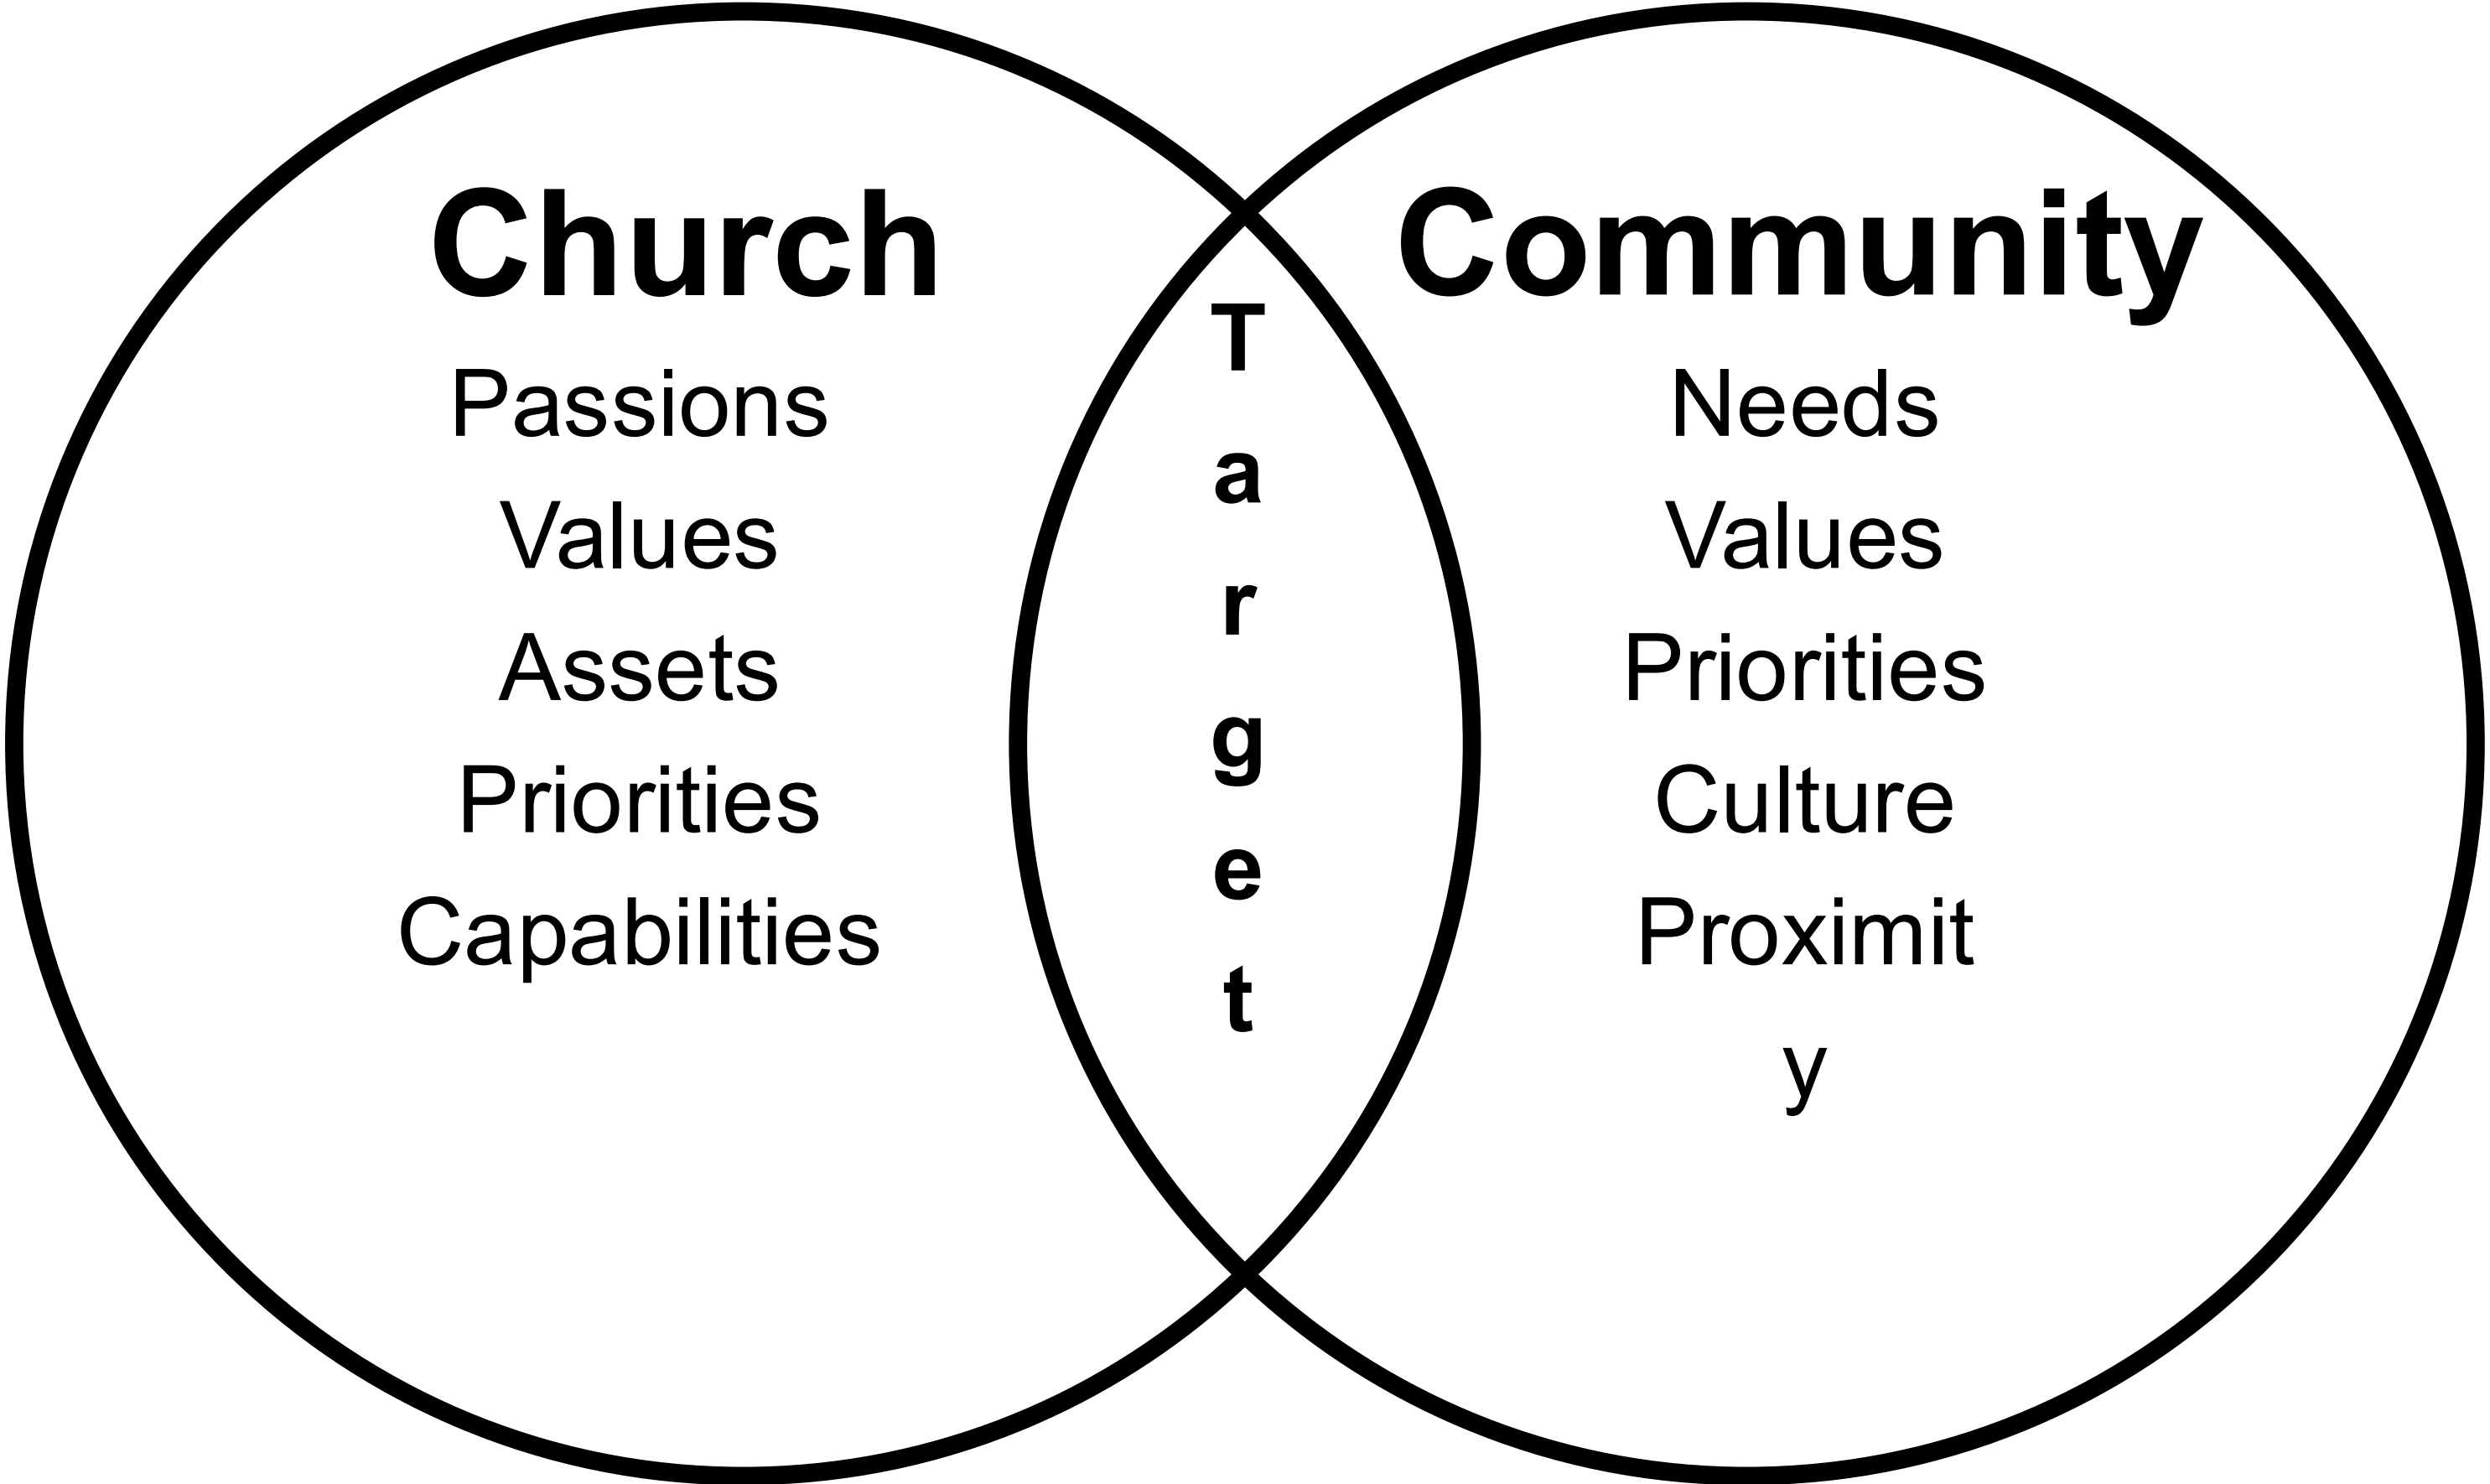 Church
Passions
Values
Assets
Priorities
Capabilities
T
a
r
g
e
t
Community
Needs
Values
Priorities
Culture
Proximit
y